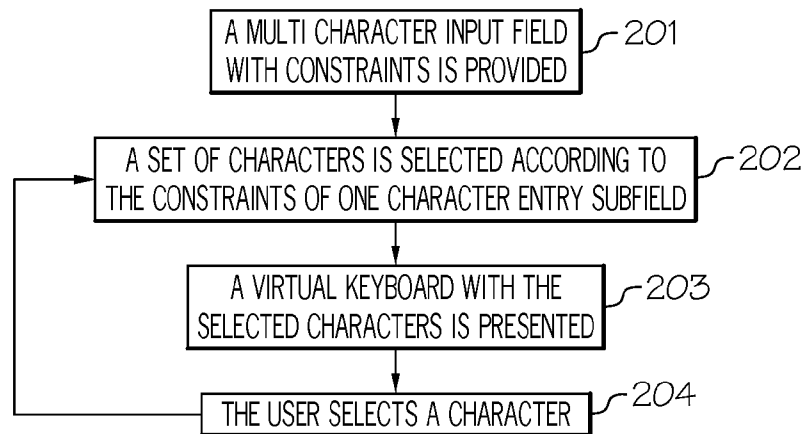 A MULTI CHARACTER INPUT FIELD
WITH CONSTRAINTS IS PROVIDED
201
A SET OF CHARACTERS IS SELECTED ACCORDING TO
THE CONSTRAINTS OF ONE CHARACTER ENTRY SUBFIELD
202
A VIRTUAL KEYBOARD WITH THE
SELECTED CHARACTERS IS PRESENTED
203
THE USER SELECTS A CHARACTER
204